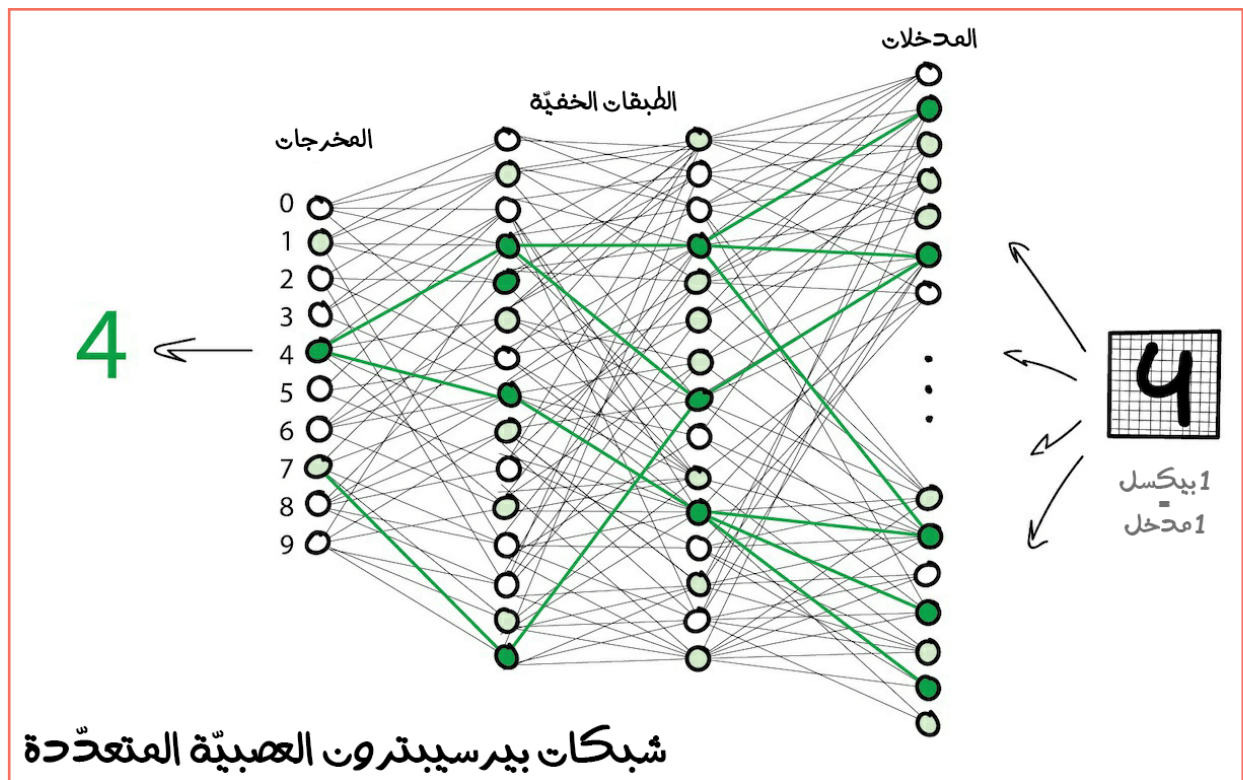 المدخلات
الطبقات الخفيّة
المخرجات
0
1
2
3
4
5
6
7
8
9
4
4
1 بيكسل
=
1 مدخل
شبكات بيرسيبترون العصبيّة المتعدّدة